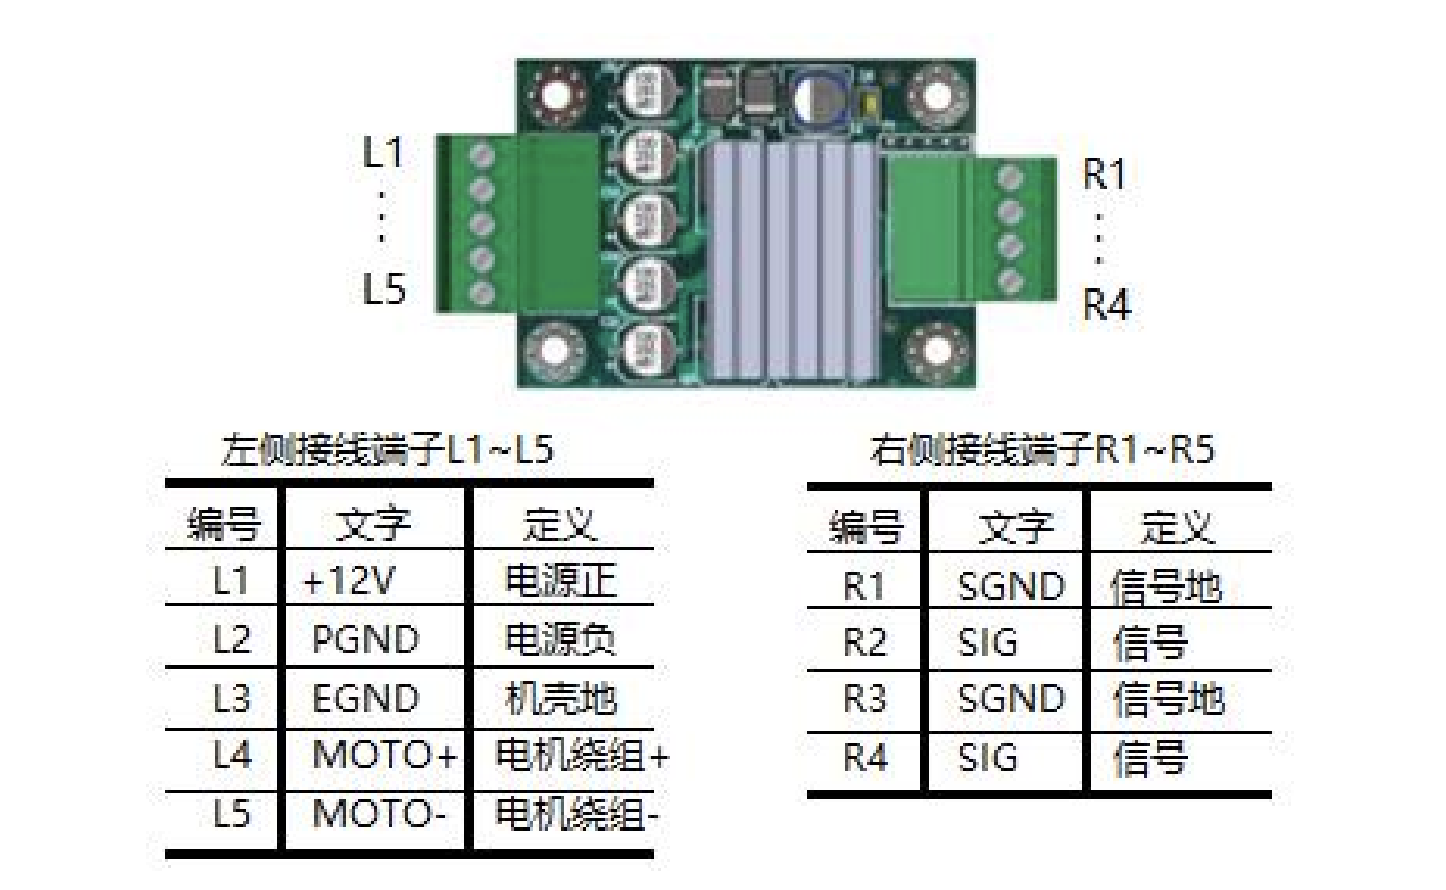 L1
L5
R1
R4
左侧接线端子L1~L5
编号 文字 定义
L1 +12V 电源正
L2 PGND 电源负
L3 EGND 机壳地
L4 MOTO+ 电机绕组+
L5 MOTO- 电机绕组-
右侧接线端子R1~R5
编号 文字 定义
R1 SGND 信号地
R2 SIG 信号
R3 SGND 信号地
R4 SIG 信号